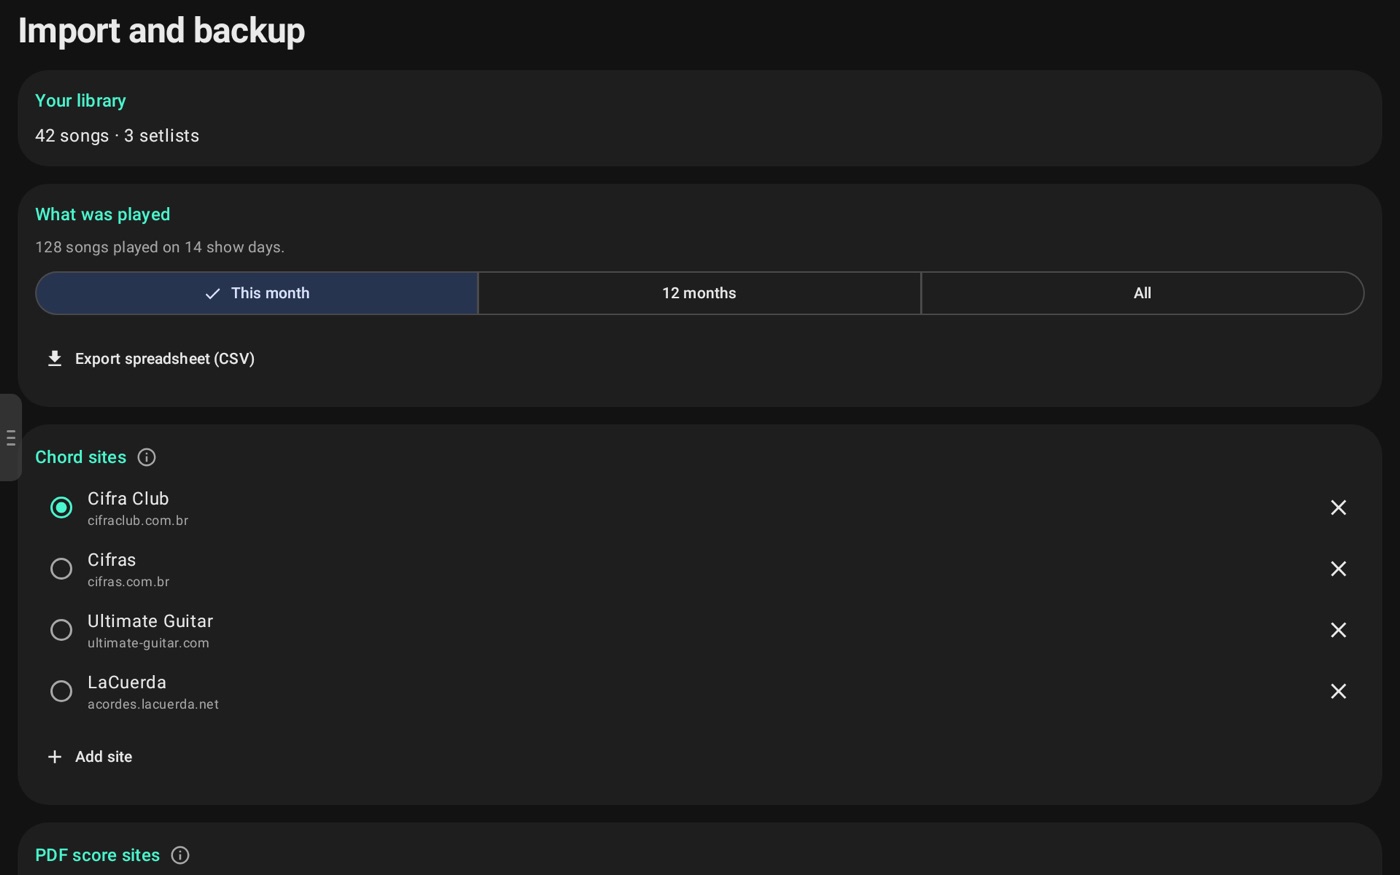 Import and backup
Your library
42 songs · 3 setlists
What was played
128 songs played on 14 show days.
This month
12 months
All
Export spreadsheet (CSV)
Chord sites
Cifra Club
cifraclub.com.br
Cifras
cifras.com.br
Ultimate Guitar
ultimate-guitar.com
LaCuerda
acordes.lacuerda.net
Add site
PDF score sites